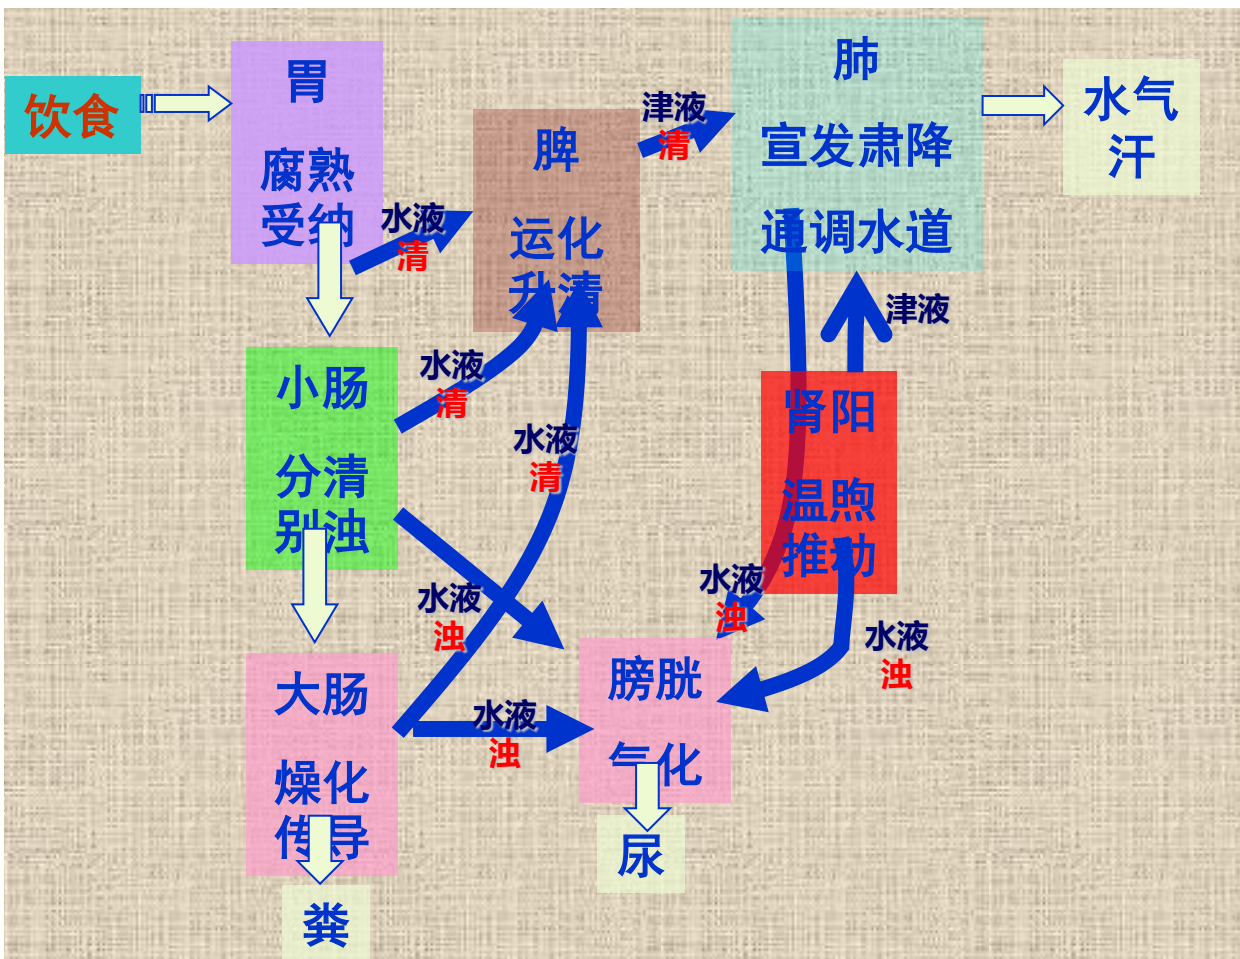 饮食
胃
腐熟
受纳
水液
清
脾
运化
升清
津液
清
肺
宣发肃降
通调水道
水气
汗
小肠
分清
别浊
水液
清
水液
清
津液
肾阳
温煦
推动
水液
浊
水液
浊
水液
浊
大肠
燥化
传导
水液
浊
膀胱
气化
尿
粪